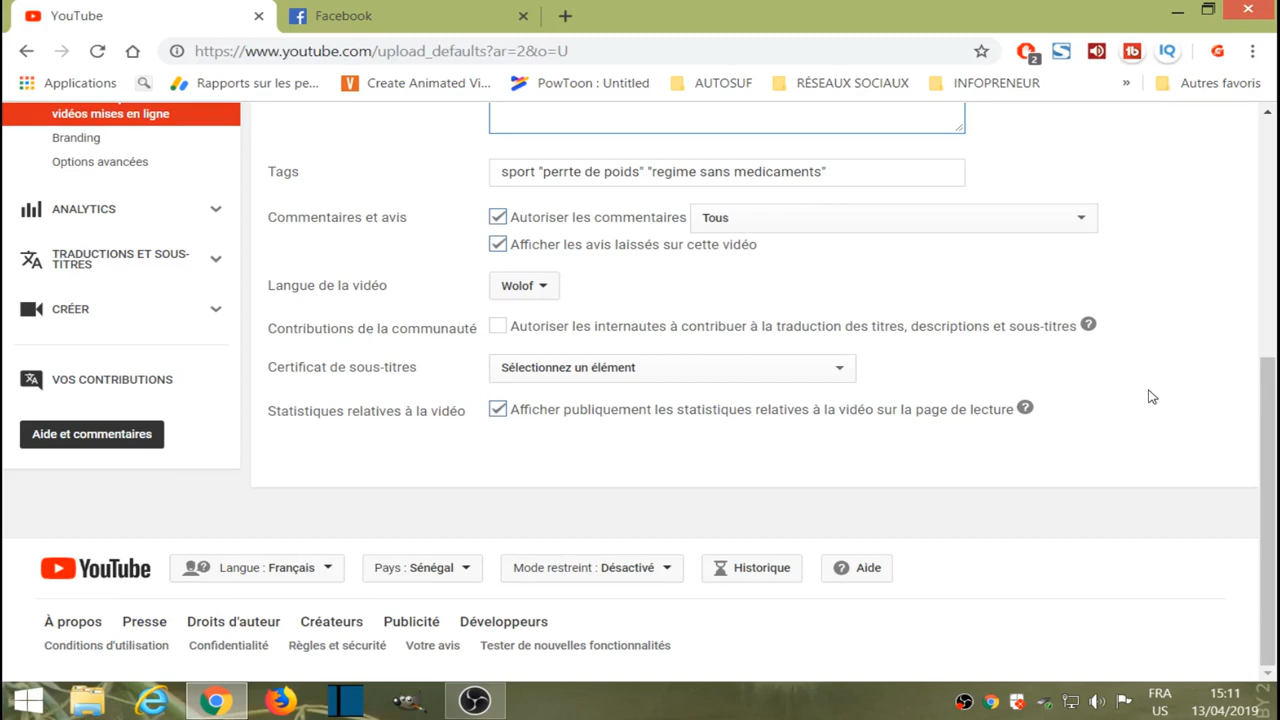 YouTube
Facebook
https://www.youtube.com/upload_defaults?ar=2&o=U
2
1b
IQ
G
Applications
Rapports sur les pe...
Create Animated Vi...
PowToon : Untitled
AUTOSUF
RÉSEAUX SOCIAUX
INFOPRENEUR
»
Autres favoris
vidéos mises en ligne
Branding
Options avancées
ANALYTICS
TRADUCTIONS ET SOUS-
TITRES
CRÉER
VOS CONTRIBUTIONS
Aide et commentaires
Tags
sport "perrte de poids" "regime sans medicaments"
Commentaires et avis
Autoriser les commentaires
Tous
Afficher les avis laissés sur cette vidéo
Langue de la vidéo
Wolof
Contributions de la communauté
Autoriser les internautes à contribuer à la traduction des titres, descriptions et sous-titres
Certificat de sous-titres
Sélectionnez un élément
Statistiques relatives à la vidéo
Afficher publiquement les statistiques relatives à la vidéo sur la page de lecture
YouTube
Langue : Français
Pays : Sénégal
Mode restreint : Désactivé
Historique
Aide
À propos
Presse
Droits d'auteur
Créateurs
Publicité
Développeurs
Conditions d'utilisation
Confidentialité
Règles et sécurité
Votre avis
Tester de nouvelles fonctionnalités
FRA
US
15:11
13/04/2019
BY 2